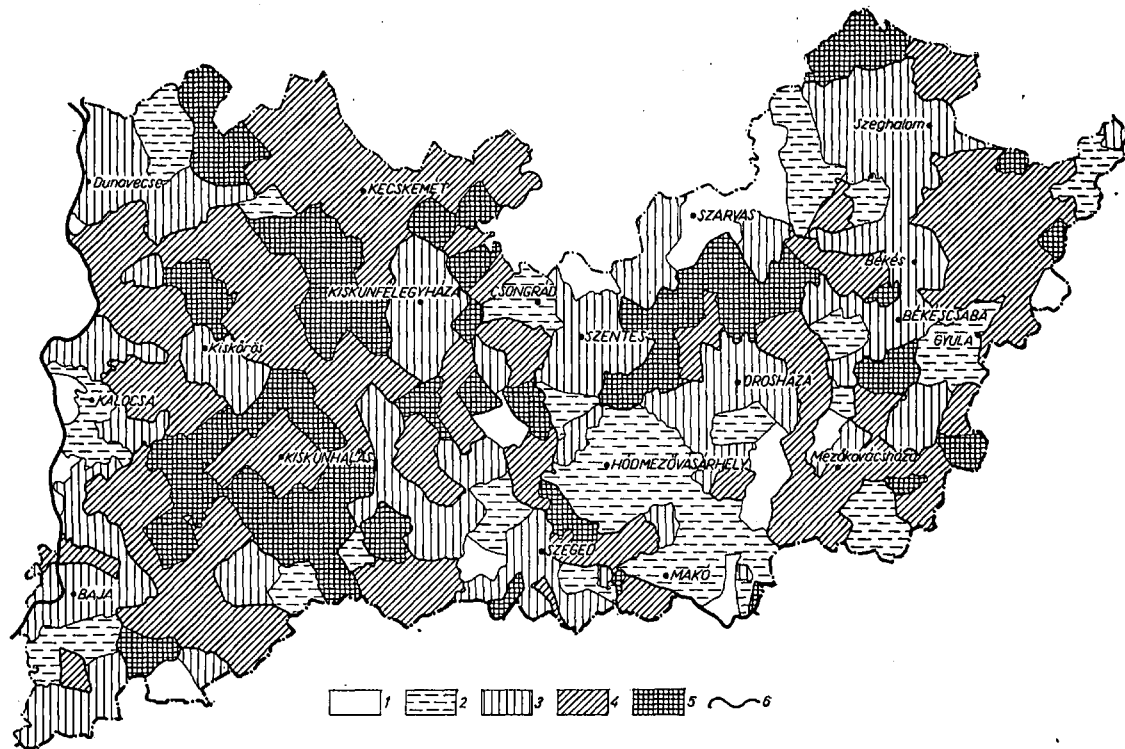 Szeghalom
Dunavecse
KECSKEMÉT
SZARVAS
Békés
KISKUNFÉLEGYHÁZA
CSONGRÁD
BÉKÉSCSABA
SZENTES
GYULA
Kiskőrös
OROSHÁZA
KALOCSA
KISKUNHALAS
HÓDMEZŐVÁSÁRHELY
Mezőkovácsháza
SZEGED
MAKÓ
BAJA
1 2 3 4 5 6